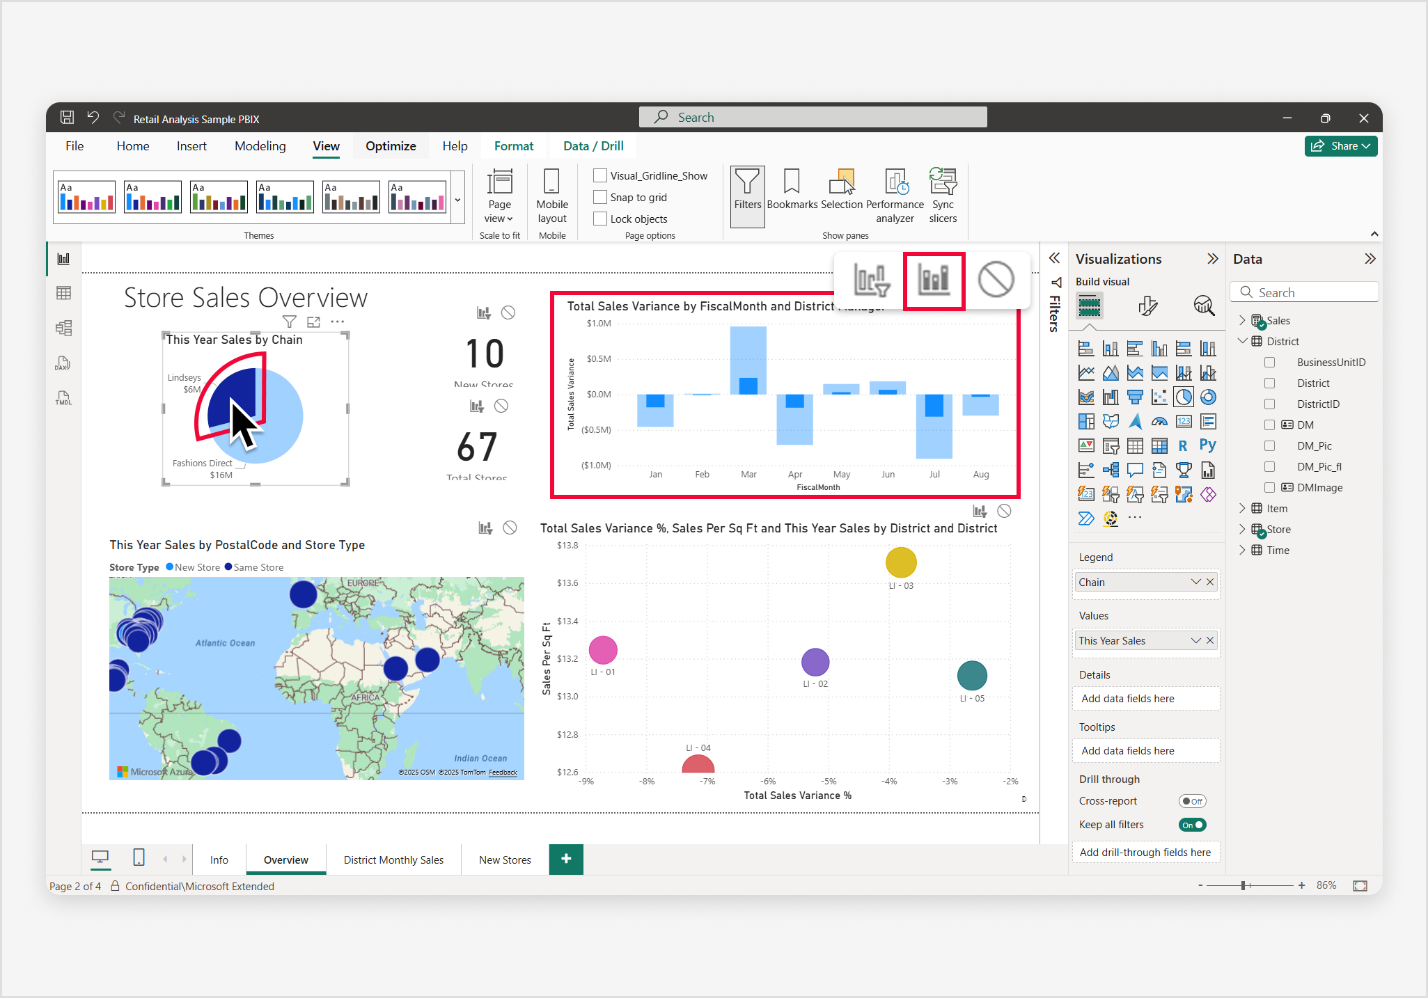 Retail Analysis Sample PBIX
Search
File Home Insert Modeling View Optimize Help Format Data / Drill
Share
Aa Aa Aa Aa Aa Aa
Page view
Mobile layout
Visual_Gridline_Show
Snap to grid
Lock objects
Filters
Bookmarks
Selection
Performance analyzer
Sync slicers
Themes
Scale to fit
Mobile
Page options
Show panes
Store Sales Overview
This Year Sales by Chain
Lindseys
$6M
Fashions Direct
$16M
10
New Stores
67
Total Stores
Total Sales Variance by FiscalMonth and District Manager
Total Sales Variance
$1.0M
$0.5M
$0.0M
($0.5M)
($1.0M)
Jan Feb Mar Apr May Jun Jul Aug
FiscalMonth
This Year Sales by PostalCode and Store Type
Store Type New Store Same Store
EUROPE
Atlantic Ocean
AFRICA
Indian Ocean
Microsoft Azure
©2025 OSM ©2025 TomTom Feedback
Total Sales Variance %, Sales Per Sq Ft and This Year Sales by District and District
Sales Per Sq Ft
$13.8
$13.6
$13.4
$13.2
$13.0
$12.8
$12.6
LI - 03
LI - 01
LI - 02
LI - 05
LI - 04
-9% -8% -7% -6% -5% -4% -3% -2%
Total Sales Variance %
D
Filters
Visualizations
Build visual
R
Py
123
Legend
Chain
Values
This Year Sales
Details
Add data fields here
Tooltips
Add data fields here
Drill through
Cross-report
Off
Keep all filters
On
Add drill-through fields here
Data
Search
Sales
District
BusinessUnitID
District
DistrictID
DM
DM_Pic
DM_Pic_fl
DMImage
Item
Store
Time
DAX
TMDL
Info Overview District Monthly Sales New Stores +
Page 2 of 4 Confidential\Microsoft Extended
- + 86%